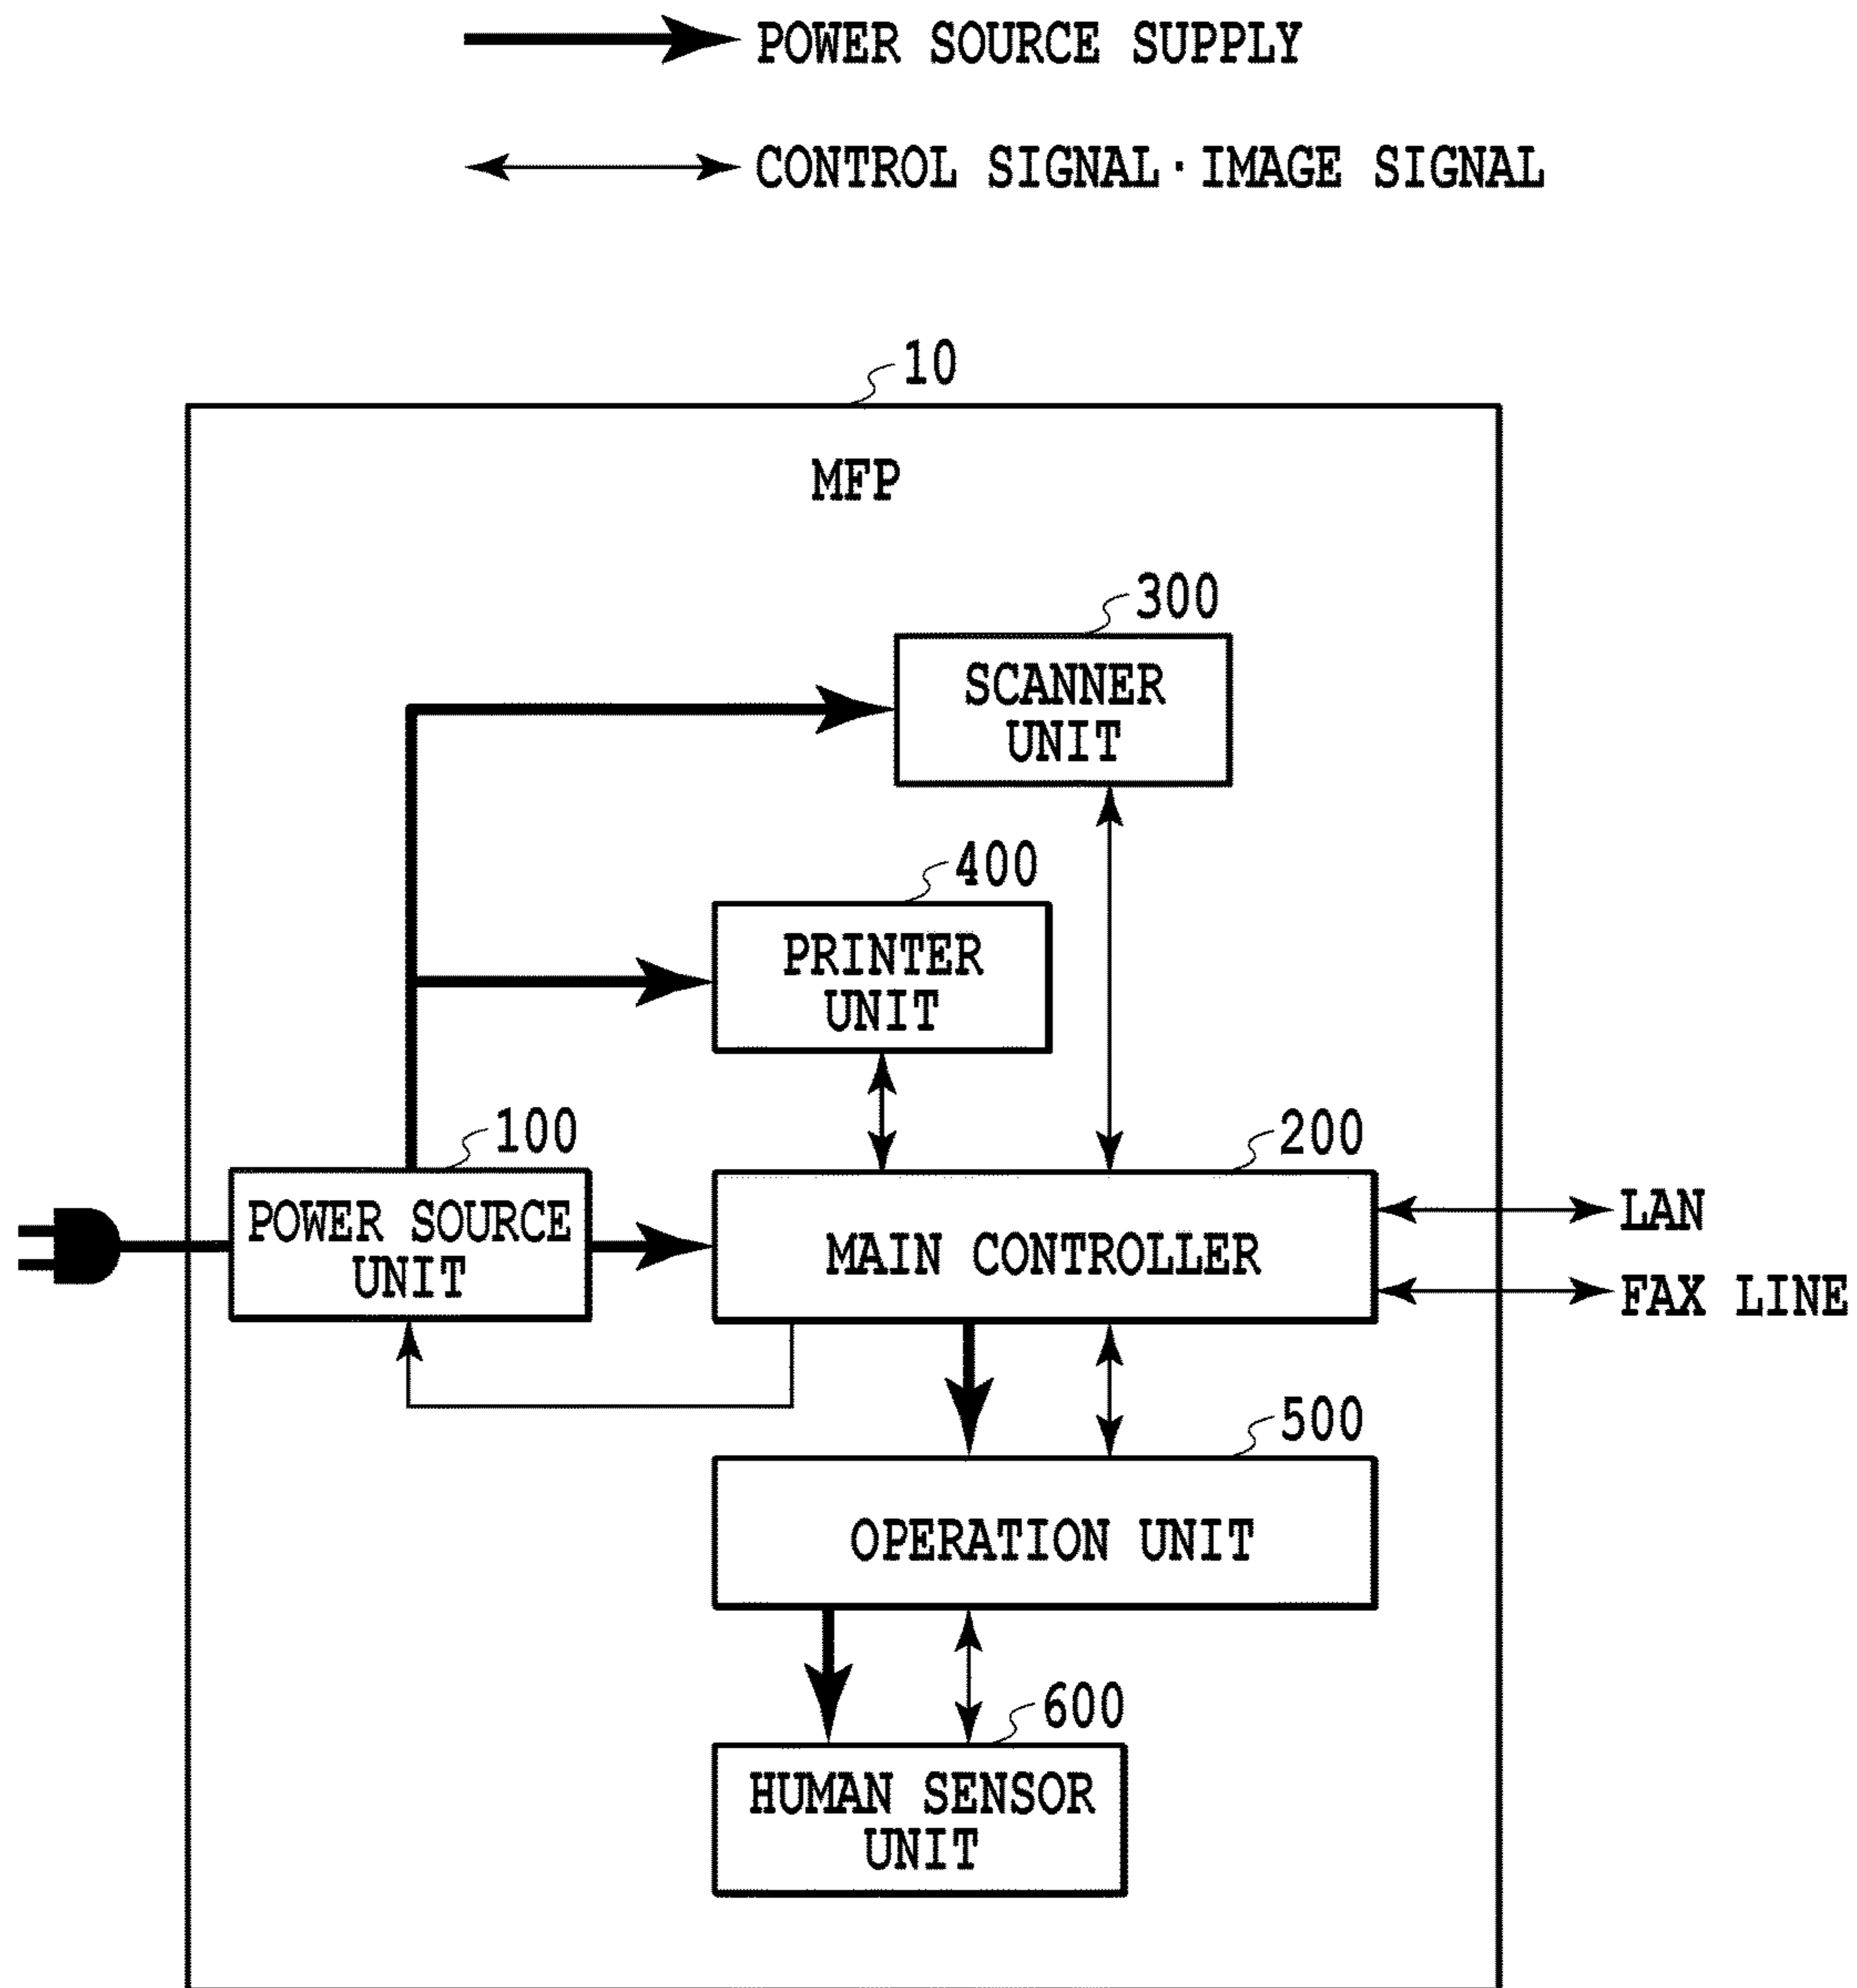 POWER SOURCE SUPPLY
CONTROL SIGNAL·IMAGE SIGNAL
10
MFP
300
SCANNER
UNIT
400
PRINTER
UNIT
100
200
POWER SOURCE
UNIT
MAIN CONTROLLER
LAN
FAX LINE
500
OPERATION UNIT
600
HUMAN SENSOR
UNIT